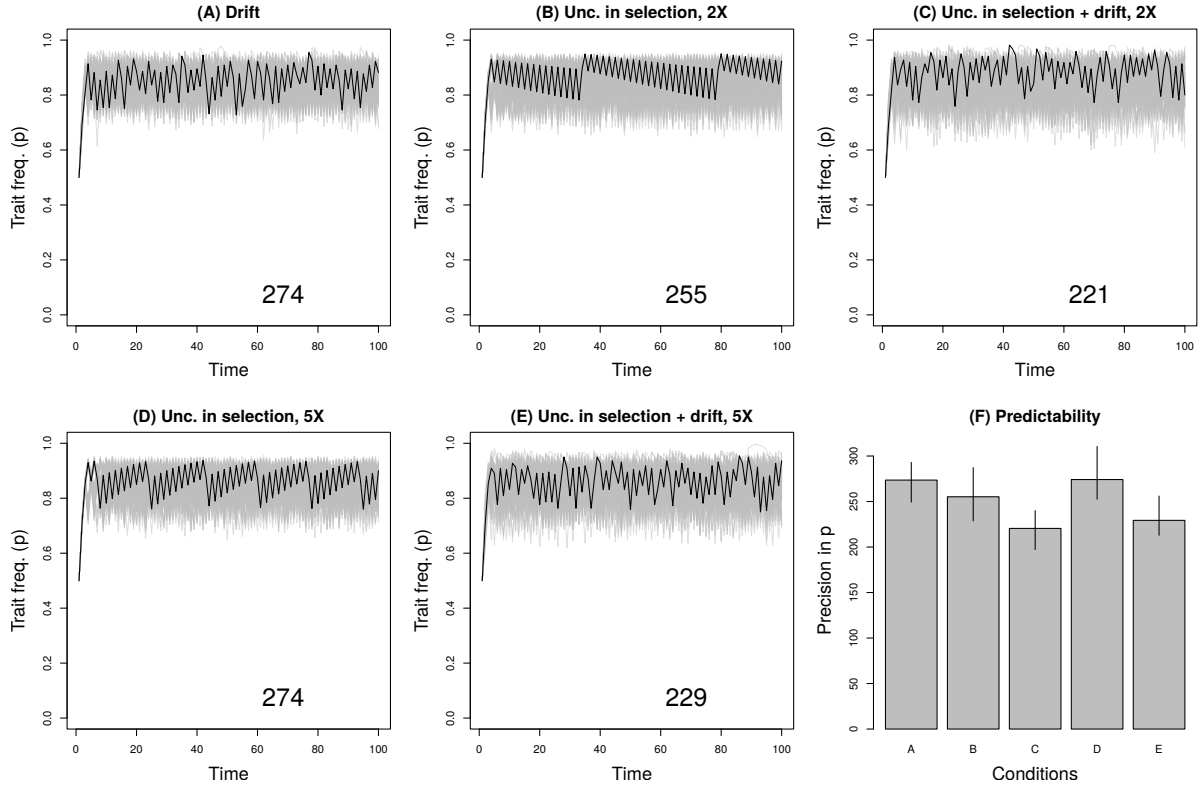 (A) Drift
Trait freq. (p)
1.0
0.8
0.6
0.4
0.2
0.0
274
0 20 40 60 80 100
Time
(B) Unc. in selection, 2X
Trait freq. (p)
1.0
0.8
0.6
0.4
0.2
0.0
255
0 20 40 60 80 100
Time
(C) Unc. in selection + drift, 2X
Trait freq. (p)
1.0
0.8
0.6
0.4
0.2
0.0
221
0 20 40 60 80 100
Time
(D) Unc. in selection, 5X
Trait freq. (p)
1.0
0.8
0.6
0.4
0.2
0.0
274
0 20 40 60 80 100
Time
(E) Unc. in selection + drift, 5X
Trait freq. (p)
1.0
0.8
0.6
0.4
0.2
0.0
229
0 20 40 60 80 100
Time
(F) Predictability
Precision in p
300
250
200
150
100
50
0
A B C D E
Conditions